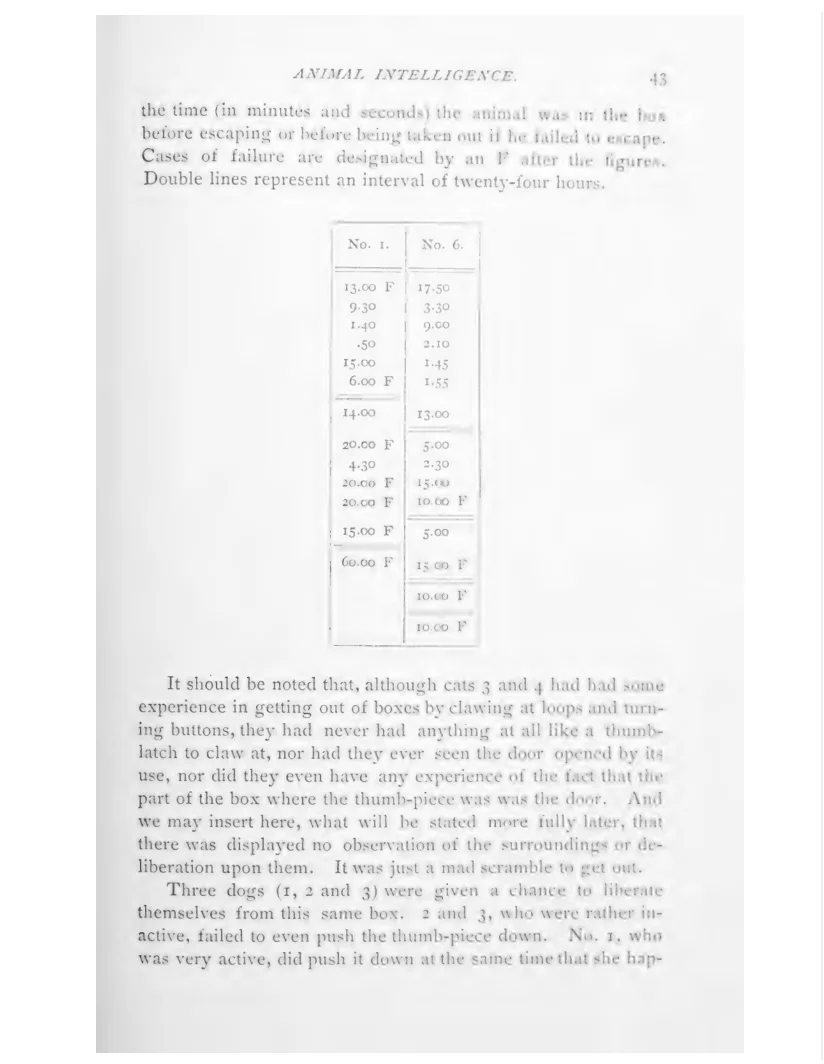 ANIMAL INTELLIGENCE. 43
the time (in minutes and seconds) the animal was in the box
before escaping or before being taken out if he failed to escape.
Cases of failure are designated by an F after the figures.
Double lines represent an interval of twenty-four hours.
No. 1. No. 6.
13.00 F 17.50
9.30 3.30
1.40 9.00
.50 2.10
15.00 1.45
6.00 F 1.55
14.00 13.00
20.00 F 5.00
4.30 2.30
20.00 F 15.00
20.00 F 10.00 F
15.00 F 5.00
60.00 F 15 00 F
10.00 F
10 00 F
It should be noted that, although cats 3 and 4 had had some
experience in getting out of boxes by clawing at loops and turn-
ing buttons, they had never had anything at all like a thumb-
latch to claw at, nor had they ever seen the door opened by its
use, nor did they even have any experience of the fact that the
part of the box where the thumb-piece was was the door. And
we may insert here, what will be stated more fully later, that
there was displayed no observation of the surroundings or de-
liberation upon them. It was just a mad scramble to get out.
Three dogs (1, 2 and 3) were given a chance to liberate
themselves from this same box. 2 and 3, who were rather in-
active, failed to even push the thumb-piece down. No. 1, who
was very active, did push it down at the same time that she hap-